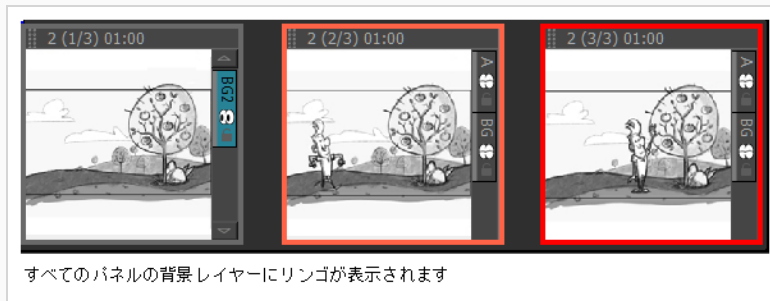 2 (1/3) 01:00
BG2
2 (2/3) 01:00
A
BG
2 (3/3) 01:00
A
BG
すべてのパネルの背景レイヤーにリンゴが表示されます